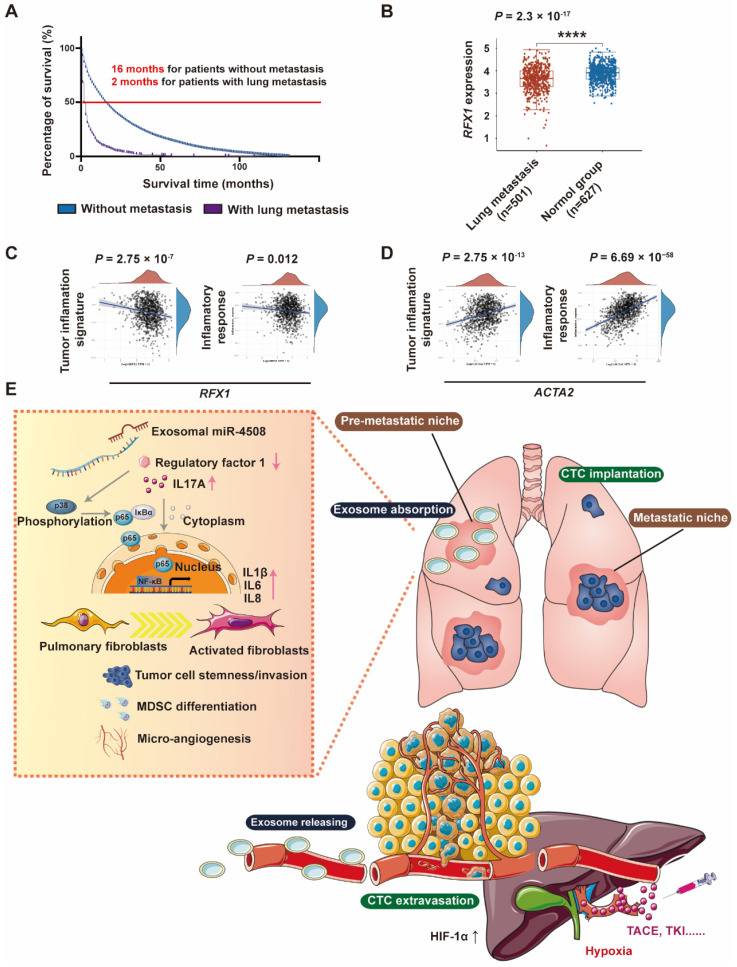 A
Percentage of survival (%)
100
50
0
0
50
100
16 months for patients without metastasis
2 months for patients with lung metastasis
Survival time (months)
Without metastasis
With lung metastasis
B
P = 2.3 × 10-17
****
RFX1 expression
5
4
3
2
1
Lung metastasis
(n=501)
Normol group
(n=627)
C
P = 2.75 × 10-7
P = 0.012
Tumor inflamation
signature
Inflamatory
response
RFX1
D
P = 2.75 × 10-13
P = 6.69 × 10−58
Tumor inflamation
signature
Inflamatory
response
ACTA2
E
Exosomal miR-4508
Regulatory factor 1
IL17A
p38
Phosphorylation
p65
IκBα
Cytoplasm
p65
p65
Nucleus
NF-κB
IL1β
IL6
IL8
Pulmonary fibroblasts
Activated fibroblasts
Tumor cell stemness/invasion
MDSC differentiation
Micro-angiogenesis
Pre-metastatic niche
CTC implantation
Exosome absorption
Metastatic niche
Exosome releasing
CTC extravasation
HIF-1α ↑
TACE, TKI......
Hypoxia